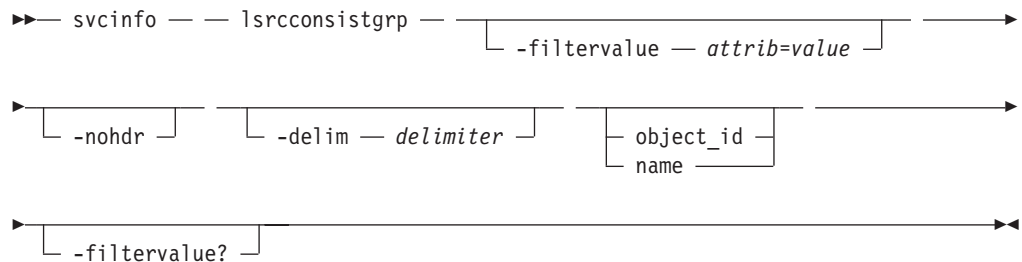 svcinfo lsrcconsistgrp
-filtervalue attrib=value
-nohdr -delim delimiter object_id
name
-filtervalue?